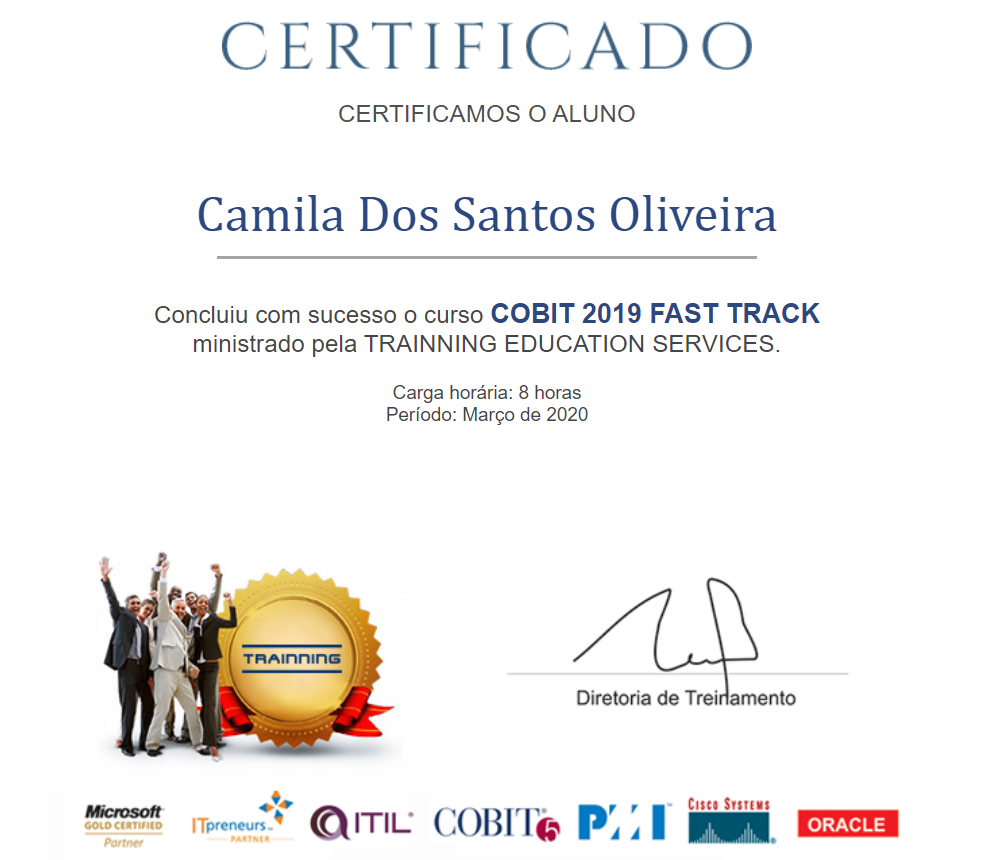 CERTIFICADO
CERTIFICAMOS O ALUNO
Camila Dos Santos Oliveira
Concluiu com sucesso o curso COBIT 2019 FAST TRACK
ministrado pela TRAINNING EDUCATION SERVICES.
Carga horária: 8 horas
Período: Março de 2020
TRAINNING
Diretoria de Treinamento
Microsoft
GOLD CERTIFIED
Partner
ITpreneurs™
PARTNER
ITIL®
COBIT® 5
PMI™
CISCO SYSTEMS
ORACLE